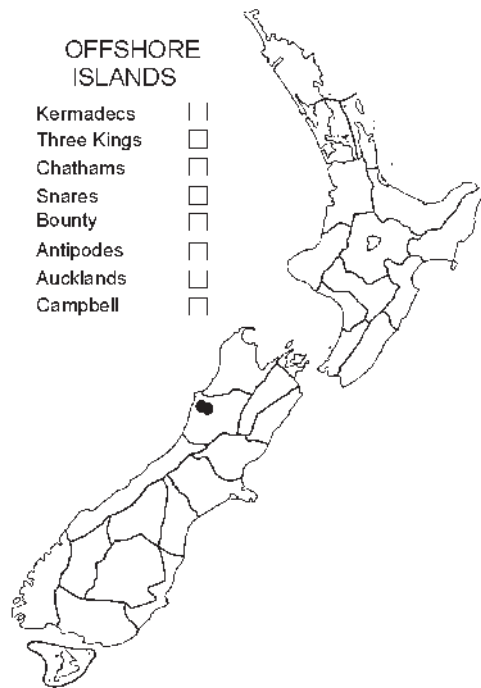 OFFSHORE
ISLANDS
Kermadecs
Three Kings
Chathams
Snares
Bounty
Antipodes
Aucklands
Campbell